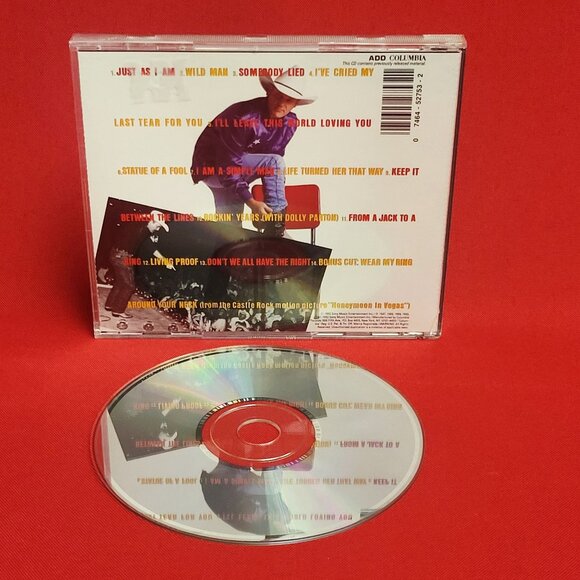 ADD COLUMBIA
This CD contains previously released material.
1. JUST AS I AM 2. WILD MAN 3. SOMEBODY LIED 4. I'VE CRIED MY
LAST TEAR FOR YOU 5. I'LL LEAVE THIS WORLD LOVING YOU
6. STATUE OF A FOOL 7. I AM A SIMPLE MAN 8. LIFE TURNED HER THAT WAY 9. KEEP IT
BETWEEN THE LINES 10. ROCKIN' YEARS (WITH DOLLY PARTON) 11. FROM A JACK TO A
KING 12. LIVING PROOF 13. DON'T WE ALL HAVE THE RIGHT 14. BONUS CUT: WEAR MY RING
AROUND YOUR NECK (from the Castle Rock motion picture "Honeymoon In Vegas")
0 7464-52753-2